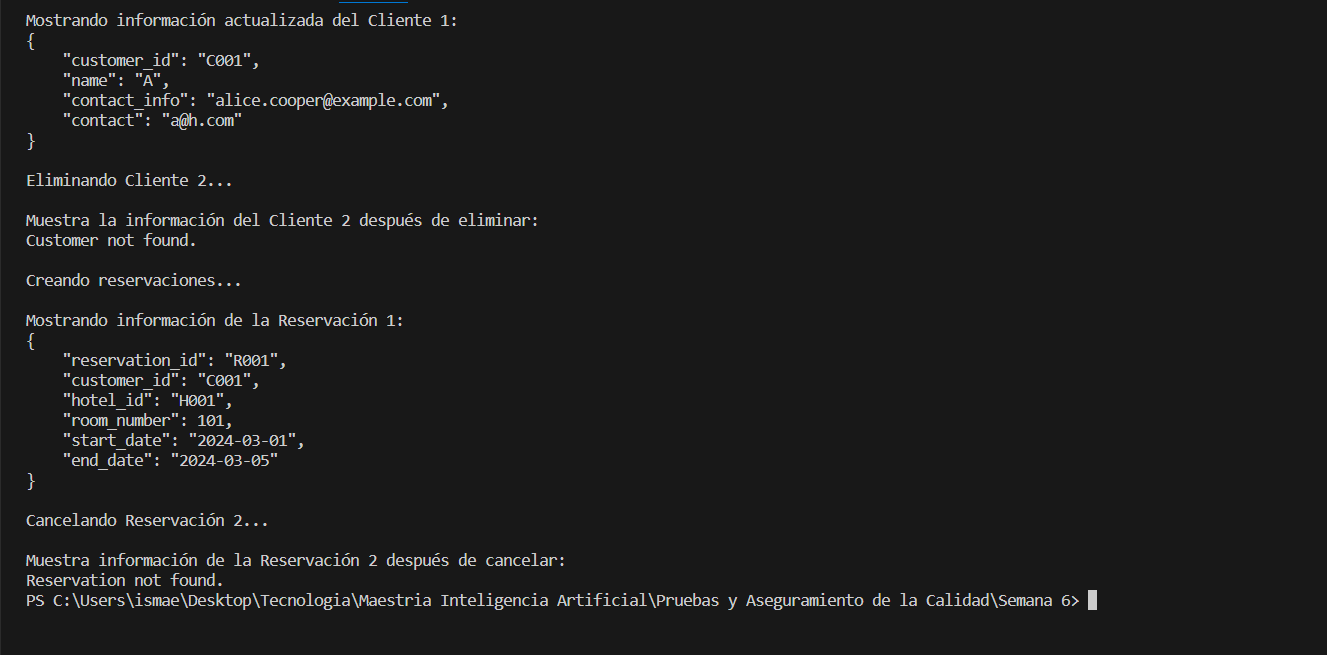 Mostrando información actualizada del Cliente 1:
{
    "customer_id": "C001",
    "name": "A",
    "contact_info": "alice.cooper@example.com",
    "contact": "a@h.com"
}
Eliminando Cliente 2...
Muestra la información del Cliente 2 después de eliminar:
Customer not found.
Creando reservaciones...
Mostrando información de la Reservación 1:
{
    "reservation_id": "R001",
    "customer_id": "C001",
    "hotel_id": "H001",
    "room_number": 101,
    "start_date": "2024-03-01",
    "end_date": "2024-03-05"
}
Cancelando Reservación 2...
Muestra información de la Reservación 2 después de cancelar:
Reservation not found.
PS C:\Users\ismae\Desktop\Tecnologia\Maestria Inteligencia Artificial\Pruebas y Aseguramiento de la Calidad\Semana 6>